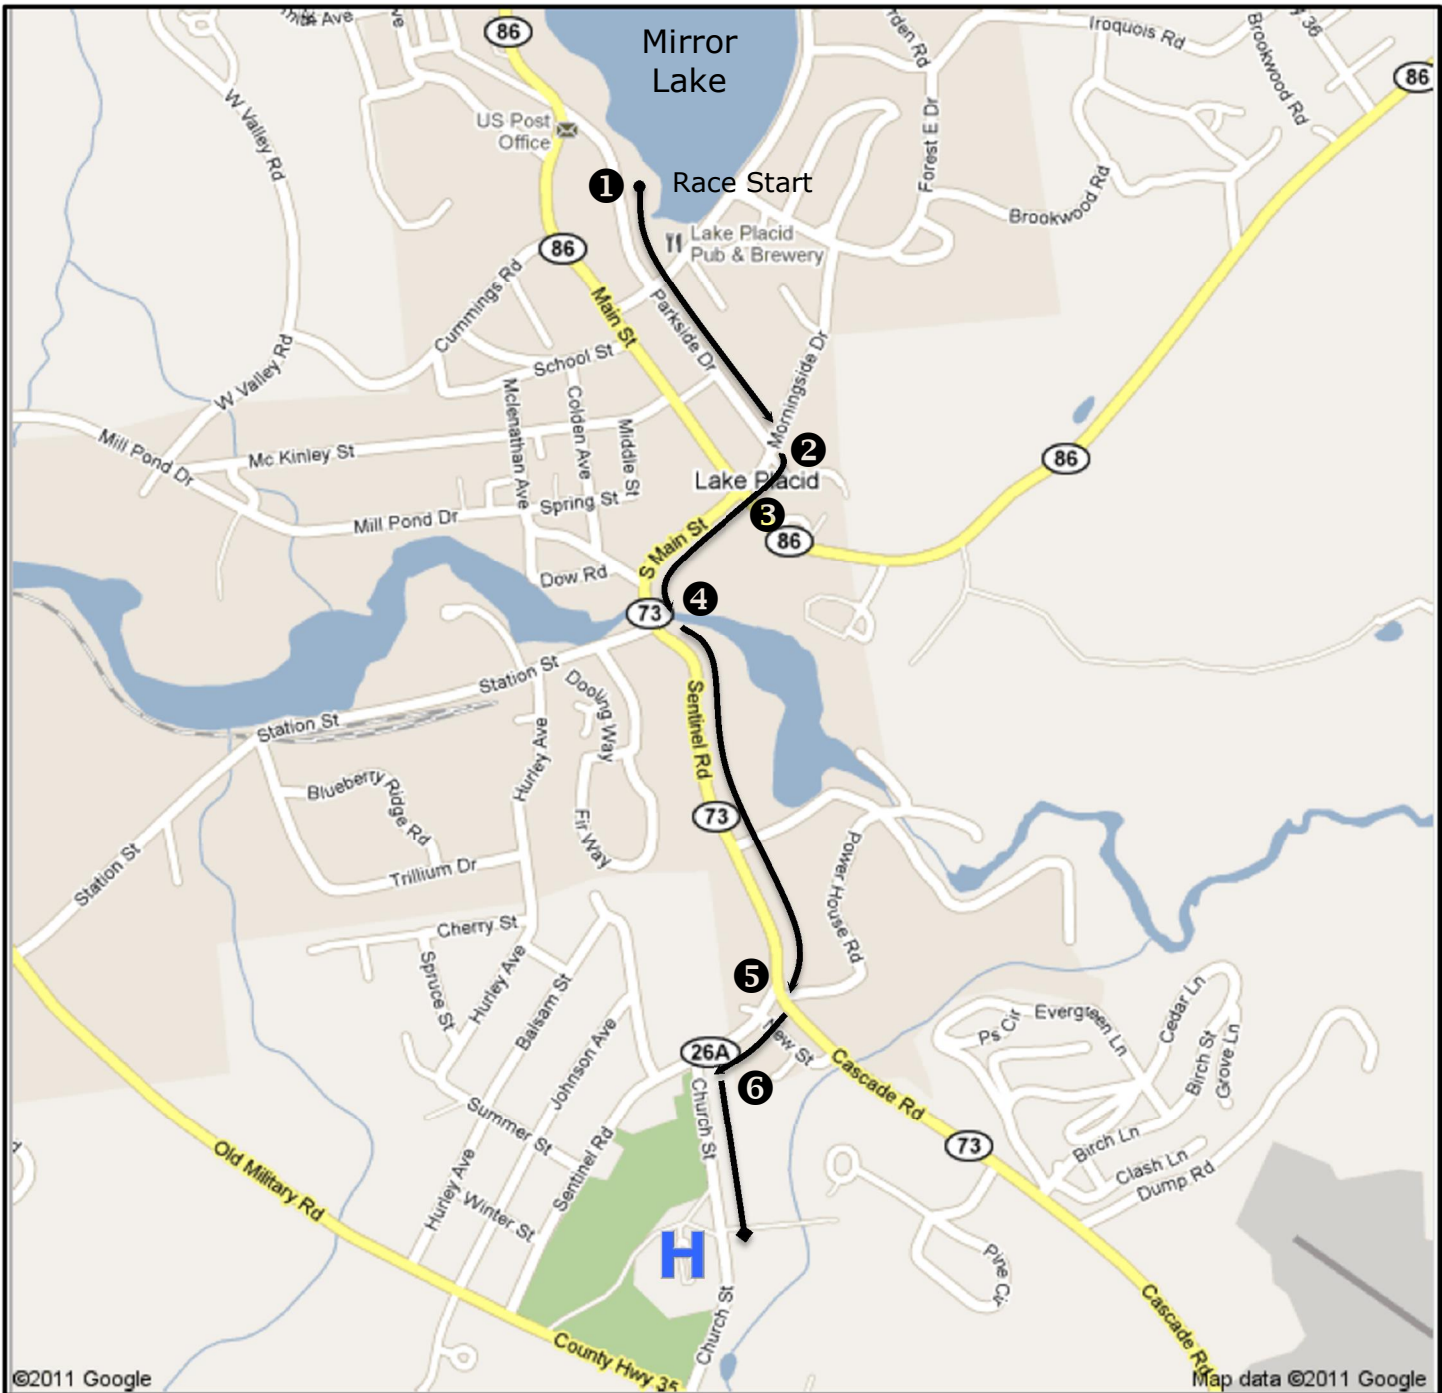 86
Mirror
Lake
Iroquois Rd
Brookwood Rd
36
86
W Valley Rd
US Post
Office
Forest E Dr
1
Race Start
Brookwood Rd
86
Lake Placid
Pub & Brewery
Cummings Rd
Main St
Parkside Dr
Morningside Dr
School St
W Valley Rd
Mclenathan Ave
Colden Ave
Middle St
Mill Pond Dr
Mc Kinley St
2
86
Lake Placid
Spring St
3
Mill Pond Dr
S Main St
86
Dow Rd
4
73
Station St
Dooling Way
Sentinel Rd
Station St
Hurley Ave
Blueberry
Ridge Rd
73
Fir Way
Station St
Trillium Dr
Power House Rd
Cherry St
Spruce St
Hurley Ave
5
Balsam St
Cedar Ln
Ps Cir
Evergreen Ln
New St
26A
Johnson Ave
Birch St
Grove Ln
Cascade Rd
6
Church St
Summer St
Birch Ln
73
Sentinel Rd
Clash Ln
Dump Rd
Old Military Rd
Hurley Ave
Winter St
H
Pine Cir
Church St
Cascade Rd
County Hwy 35
©2011 Google
Map data ©2011 Google